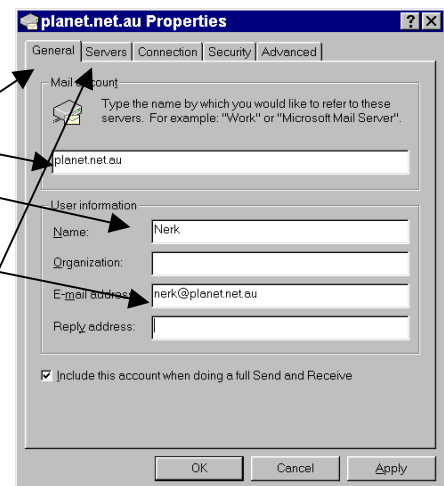 planet.net.au Properties
General Servers Connection Security Advanced
Mail account
Type the name by which you would like to refer to these
servers. For example: "Work" or "Microsoft Mail Server".
planet.net.au
User information
Name: Nerk
Organization:
E-mail address: nerk@planet.net.au
Reply address:
Include this account when doing a full Send and Receive
OK Cancel Apply